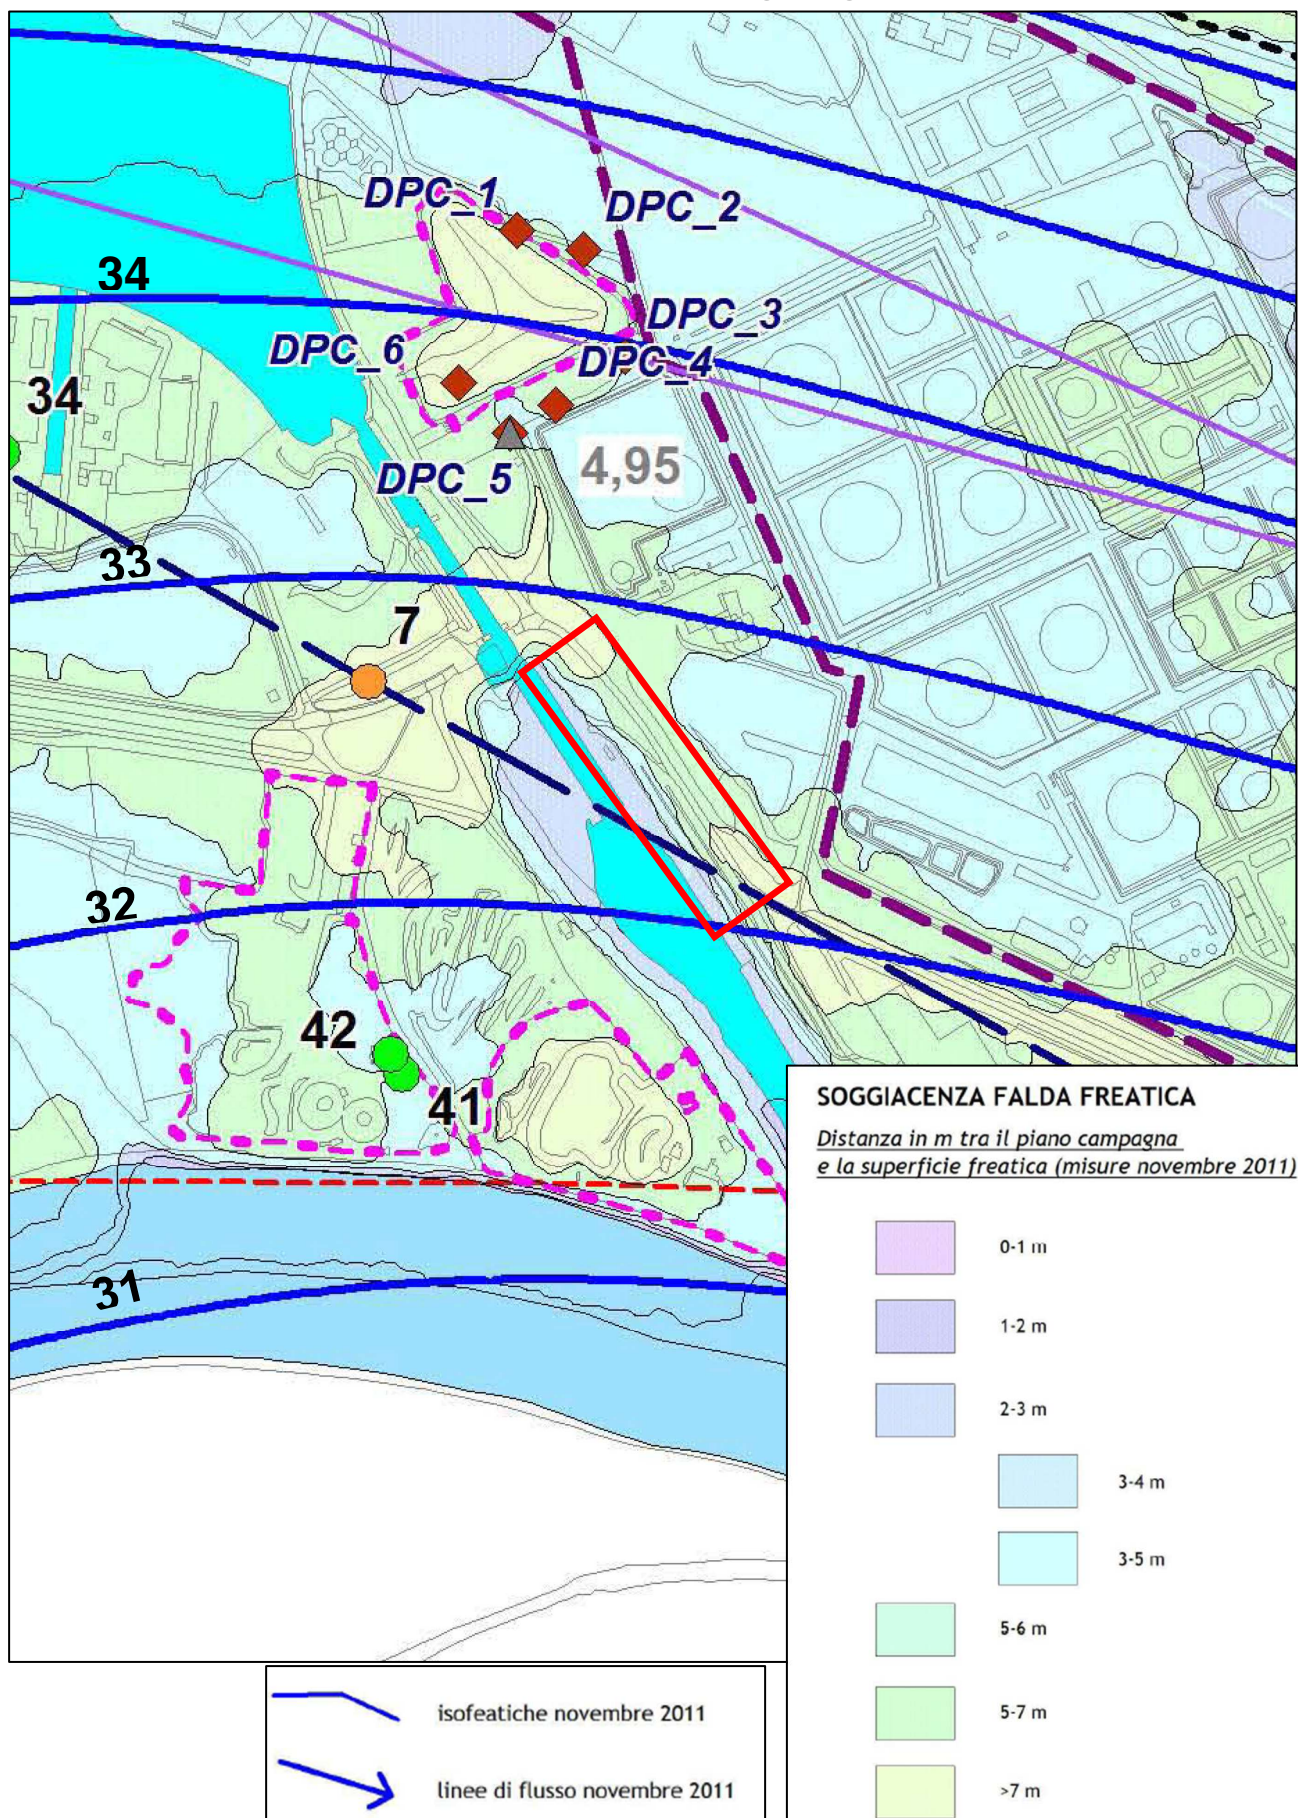 DPC_1
DPC_2
34
DPC_3
DPC_6
DPC_4
34
4,95
DPC_5
33
7
32
42
41
31
SOGGIACENZA FALDA FREATICA
Distanza in m tra il piano campagna
e la superficie freatica (misure novembre 2011)
0-1 m
1-2 m
2-3 m
3-4 m
3-5 m
5-6 m
5-7 m
>7 m
isofeatiche novembre 2011
linee di flusso novembre 2011